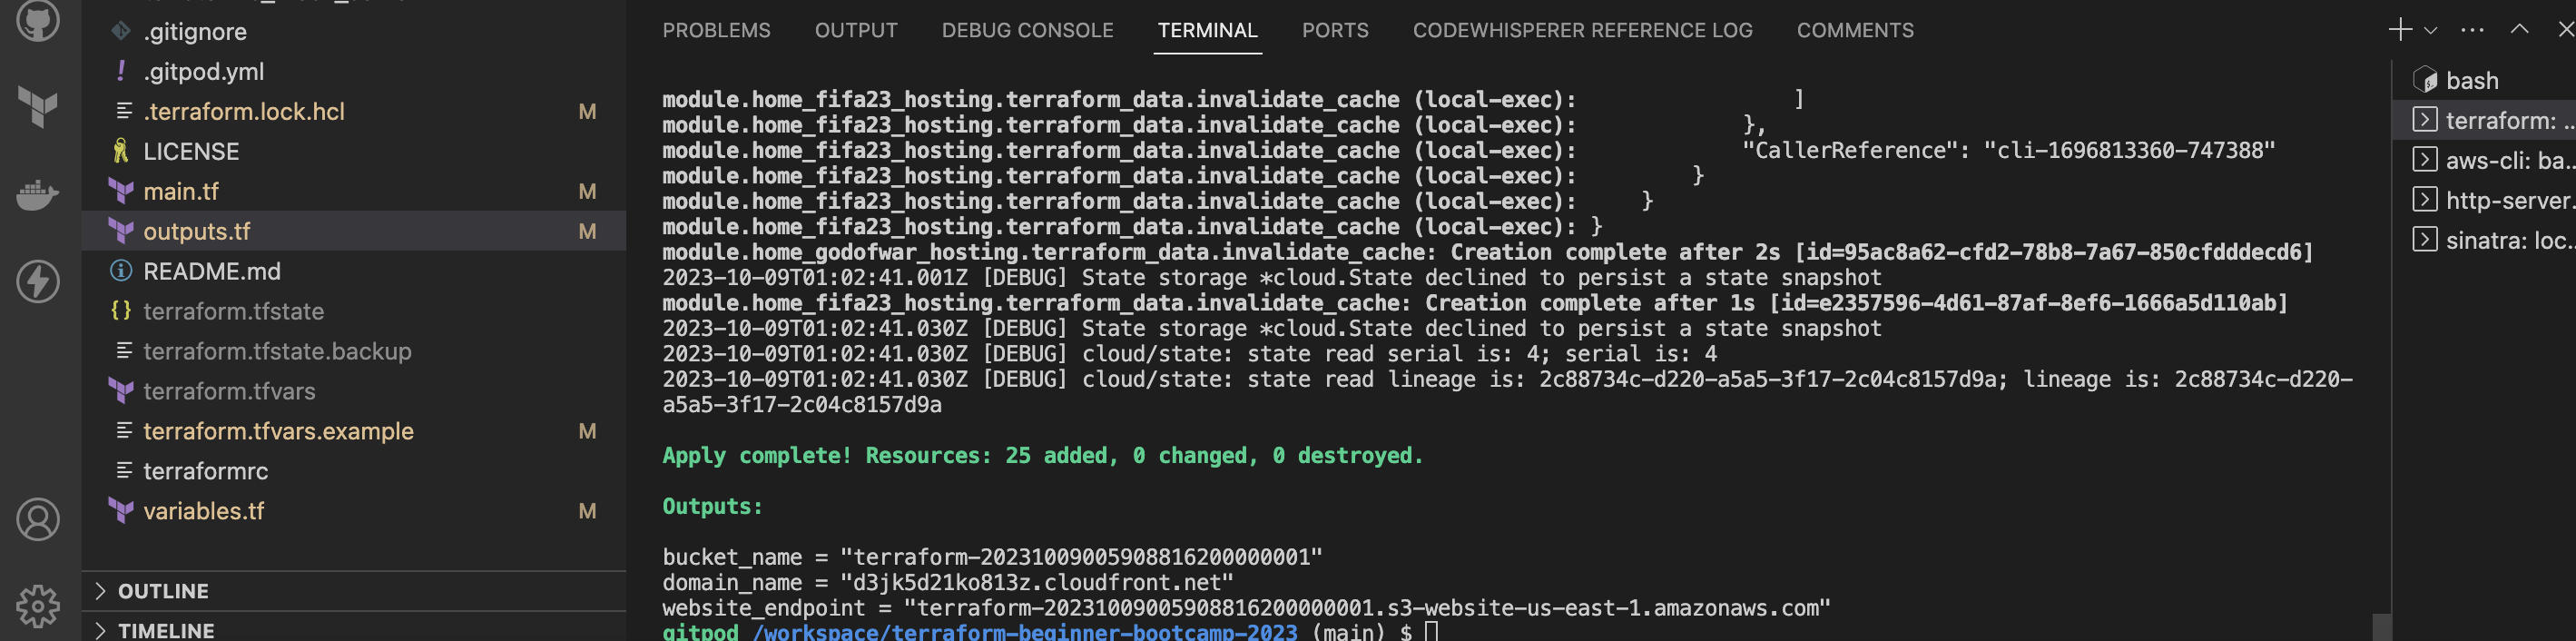 .gitignore
.gitpod.yml
.terraform.lock.hcl M
LICENSE
main.tf M
outputs.tf M
README.md
terraform.tfstate
terraform.tfstate.backup
terraform.tfvars
terraform.tfvars.example M
terraformrc
variables.tf M
OUTLINE
TIMELINE
PROBLEMS OUTPUT DEBUG CONSOLE TERMINAL PORTS CODEWHISPERER REFERENCE LOG COMMENTS
module.home_fifa23_hosting.terraform_data.invalidate_cache (local-exec): ]
module.home_fifa23_hosting.terraform_data.invalidate_cache (local-exec): },
module.home_fifa23_hosting.terraform_data.invalidate_cache (local-exec): "CallerReference": "cli-1696813360-747388"
module.home_fifa23_hosting.terraform_data.invalidate_cache (local-exec): }
module.home_fifa23_hosting.terraform_data.invalidate_cache (local-exec): }
module.home_fifa23_hosting.terraform_data.invalidate_cache (local-exec): }
module.home_godofwar_hosting.terraform_data.invalidate_cache: Creation complete after 2s [id=95ac8a62-cfd2-78b8-7a67-850cfdddecd6]
2023-10-09T01:02:41.001Z [DEBUG] State storage *cloud.State declined to persist a state snapshot
module.home_fifa23_hosting.terraform_data.invalidate_cache: Creation complete after 1s [id=e2357596-4d61-87af-8ef6-1666a5d110ab]
2023-10-09T01:02:41.030Z [DEBUG] State storage *cloud.State declined to persist a state snapshot
2023-10-09T01:02:41.030Z [DEBUG] cloud/state: state read serial is: 4; serial is: 4
2023-10-09T01:02:41.030Z [DEBUG] cloud/state: state read lineage is: 2c88734c-d220-a5a5-3f17-2c04c8157d9a; lineage is: 2c88734c-d220-
a5a5-3f17-2c04c8157d9a
Apply complete! Resources: 25 added, 0 changed, 0 destroyed.
Outputs:
bucket_name = "terraform-20231009005908816200000001"
domain_name = "d3jk5d21ko813z.cloudfront.net"
website_endpoint = "terraform-20231009005908816200000001.s3-website-us-east-1.amazonaws.com"
gitpod /workspace/terraform-beginner-bootcamp-2023 (main) $
bash
terraform: ...
aws-cli: ba...
http-server...
sinatra: loc...